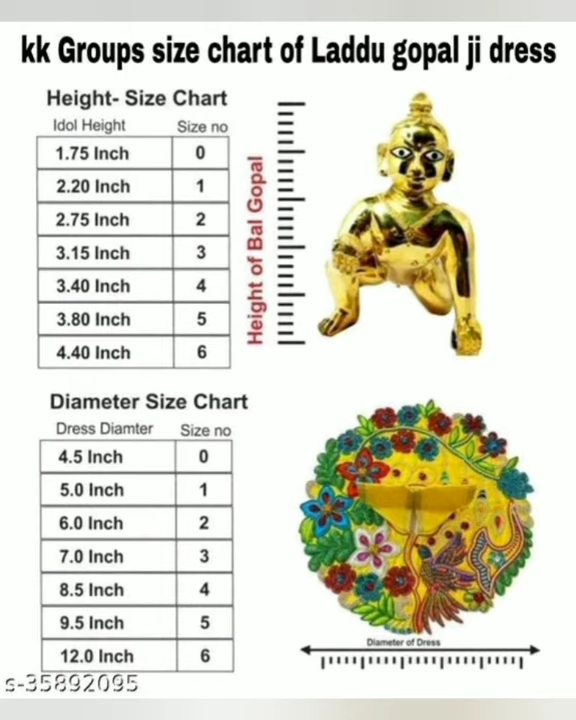 kk Groups size chart of Laddu gopal ji dress
Height- Size Chart
Idol Height Size no
1.75 Inch 0
2.20 Inch 1
2.75 Inch 2
3.15 Inch 3
3.40 Inch 4
3.80 Inch 5
4.40 Inch 6
Height of Bal Gopal
Diameter Size Chart
Dress Diamter Size no
4.5 Inch 0
5.0 Inch 1
6.0 Inch 2
7.0 Inch 3
8.5 Inch 4
9.5 Inch 5
12.0 Inch 6
Diameter of Dress
s-35892095